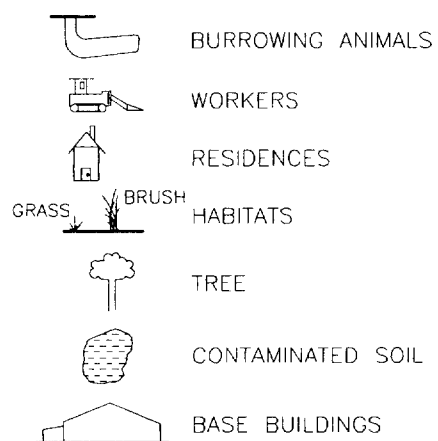 BURROWING ANIMALS
WORKERS
RESIDENCES
GRASS
BRUSH
HABITATS
TREE
CONTAMINATED SOIL
BASE BUILDINGS